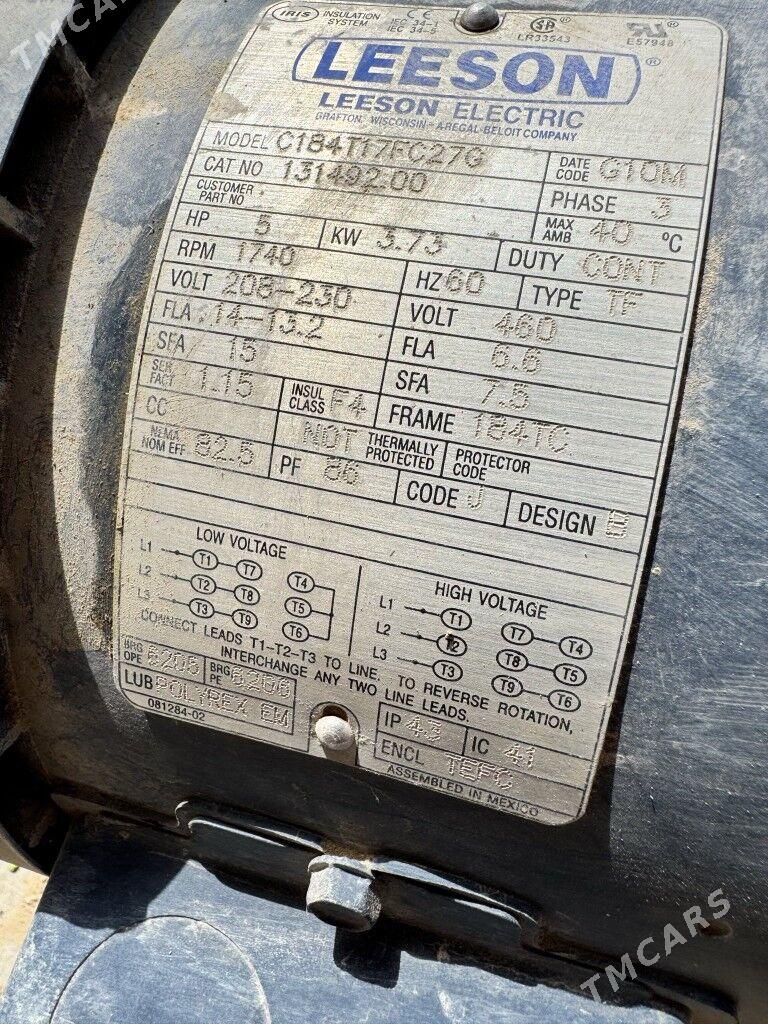 IRIS INSULATION SYSTEM CE IEC 34-1 IEC 34-5 SA LR33543 E57948
LEESON®
LEESON ELECTRIC
GRAFTON, WISCONSIN - A REGAL-BELOIT COMPANY
MODEL C184T17FC27G DATE CODE G10M
CAT NO 131492.00 PHASE 3
CUSTOMER PART NO MAX AMB 40 °C
HP 5 KW 3.73 DUTY CONT
RPM 1740 HZ 60 TYPE TF
VOLT 208-230 VOLT 460
FLA 14-13.2 FLA 6.6
SFA 15 SFA 7.5
SER FACT 1.15 INSUL CLASS F4 FRAME 184TC
CC NOT THERMALLY PROTECTED PROTECTOR CODE
NEMA NOM EFF 82.5 PF 86 CODE J DESIGN
LOW VOLTAGE HIGH VOLTAGE
L1 T1 T7 T4 L1 T1 T7 T4
L2 T2 T8 T5 L2 T2 T8 T5
L3 T3 T9 T6 L3 T3 T9 T6
CONNECT LEADS T1-T2-T3 TO LINE. TO REVERSE ROTATION,
INTERCHANGE ANY TWO LINE LEADS.
BRG OPE BRG PE
LUB POLYREX EM IP 43 IC 41
081284-02 ENCL TEFC
ASSEMBLED IN MEXICO
TMCARS
TMCARS